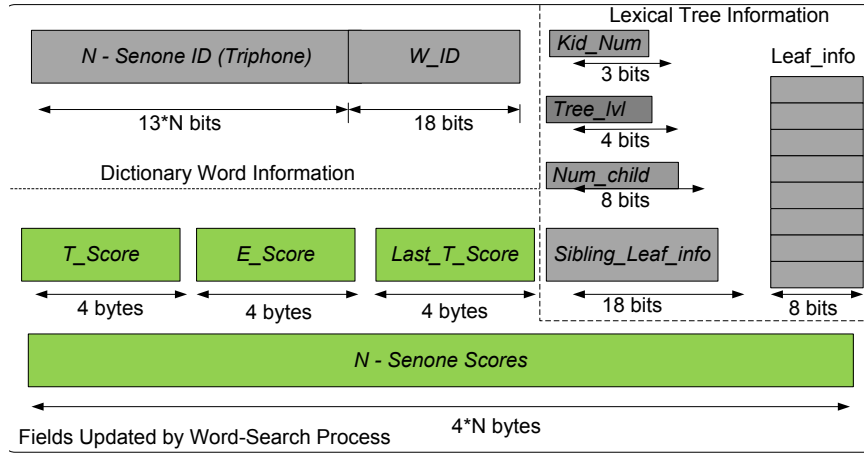 Lexical Tree Information
N - Senone ID (Triphone)
W_ID
13*N bits
18 bits
Dictionary Word Information
Kid_Num
3 bits
Tree_lvl
4 bits
Num_child
8 bits
Sibling_Leaf_info
18 bits
Leaf_info
8 bits
T_Score
E_Score
Last_T_Score
4 bytes
4 bytes
4 bytes
N - Senone Scores
4*N bytes
Fields Updated by Word-Search Process